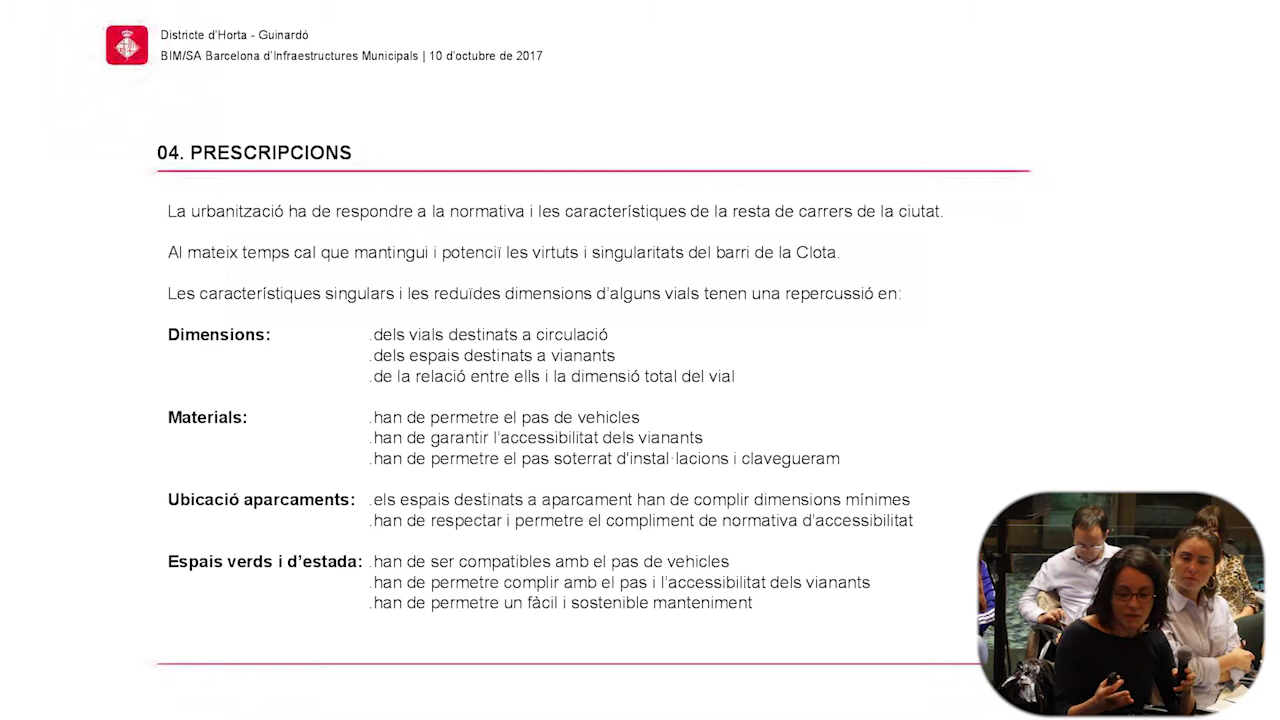 Districte d'Horta - Guinardó
BIM/SA Barcelona d'Infraestructures Municipals | 10 d'octubre de 2017
04. PRESCRIPCIONS
La urbanització ha de respondre a la normativa i les característiques de la resta de carrers de la ciutat.
Al mateix temps cal que mantingui i potenciï les virtuts i singularitats del barri de la Clota.
Les característiques singulars i les reduïdes dimensions d'alguns vials tenen una repercussió en:
Dimensions: .dels vials destinats a circulació
.dels espais destinats a vianants
.de la relació entre ells i la dimensió total del vial
Materials: .han de permetre el pas de vehicles
.han de garantir l'accessibilitat dels vianants
.han de permetre el pas soterrat d'instal·lacions i clavegueram
Ubicació aparcaments: .els espais destinats a aparcament han de complir dimensions mínimes
.han de respectar i permetre el compliment de normativa d'accessibilitat
Espais verds i d'estada: .han de ser compatibles amb el pas de vehicles
.han de permetre complir amb el pas i l'accessibilitat dels vianants
.han de permetre un fàcil i sostenible manteniment